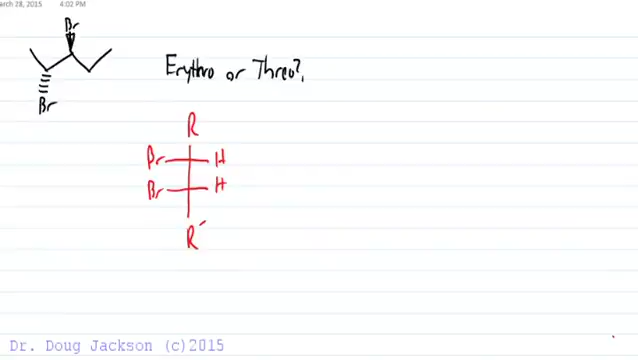 arch 28, 2015 4:02 PM
Br
Erythro or Threo?
Br
R
Br H
Br H
R'
Dr. Doug Jackson (c)2015